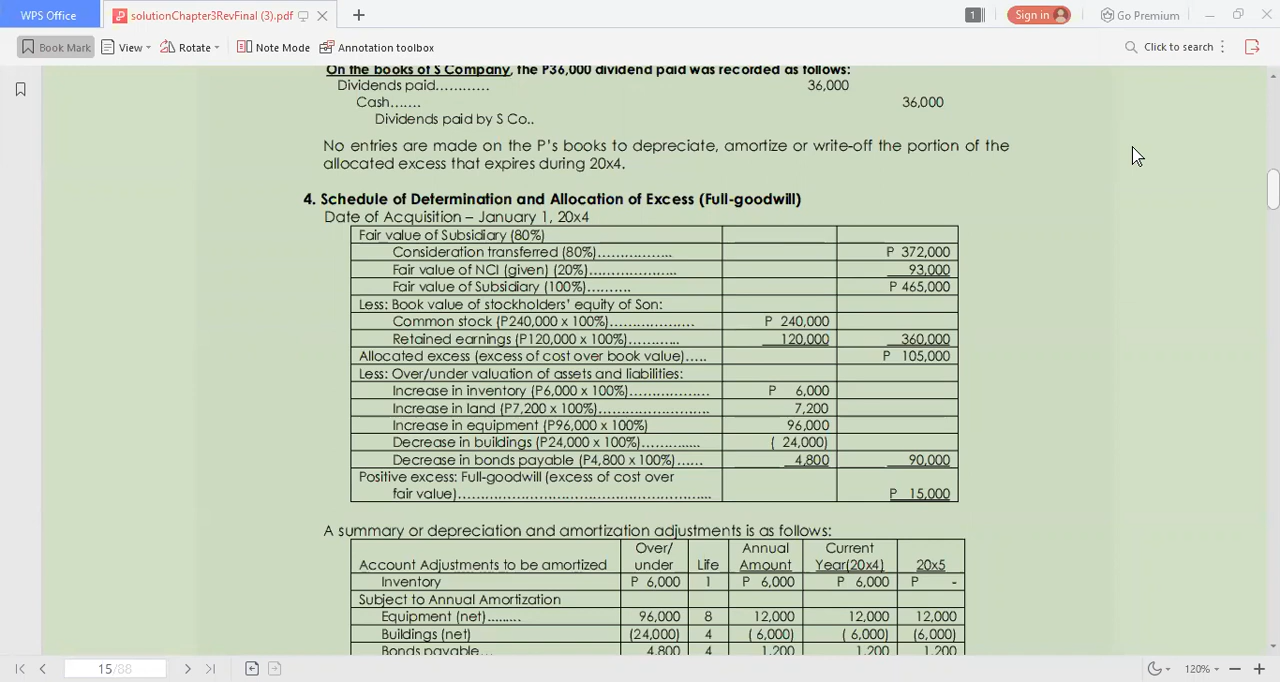 WPS Office
solutionChapter3RevFinal (3).pdf
1
Sign in
Go Premium
Book Mark
View
Rotate
Note Mode
Annotation toolbox
Click to search
On the books of S Company, the P36,000 dividend paid was recorded as follows:
Dividends paid………… 36,000
Cash……. 36,000
Dividends paid by S Co..
No entries are made on the P's books to depreciate, amortize or write-off the portion of the
allocated excess that expires during 20x4.
4. Schedule of Determination and Allocation of Excess (Full-goodwill)
Date of Acquisition – January 1, 20x4
Fair value of Subsidiary (80%)
Consideration transferred (80%)…………….. P 372,000
Fair value of NCI (given) (20%)……………….. 93,000
Fair value of Subsidiary (100%)………. P 465,000
Less: Book value of stockholders' equity of Son:
Common stock (P240,000 x 100%)………………… P 240,000
Retained earnings (P120,000 x 100%)………... 120,000 360,000
Allocated excess (excess of cost over book value)….. P 105,000
Less: Over/under valuation of assets and liabilities:
Increase in inventory (P6,000 x 100%)………………… P 6,000
Increase in land (P7,200 x 100%)……………………. 7,200
Increase in equipment (P96,000 x 100%) 96,000
Decrease in buildings (P24,000 x 100%)………..... ( 24,000)
Decrease in bonds payable (P4,800 x 100%)…... 4,800 90,000
Positive excess: Full-goodwill (excess of cost over
fair value)………………………………………………... P 15,000
A summary or depreciation and amortization adjustments is as follows:
Over/ Annual Current
Account Adjustments to be amortized under Life Amount Year(20x4) 20x5
Inventory P 6,000 1 P 6,000 P 6,000 P -
Subject to Annual Amortization
Equipment (net)......... 96,000 8 12,000 12,000 12,000
Buildings (net) (24,000) 4 ( 6,000) ( 6,000) (6,000)
Bonds payable… 4,800 4 1,200 1,200 1,200
15/88
120%